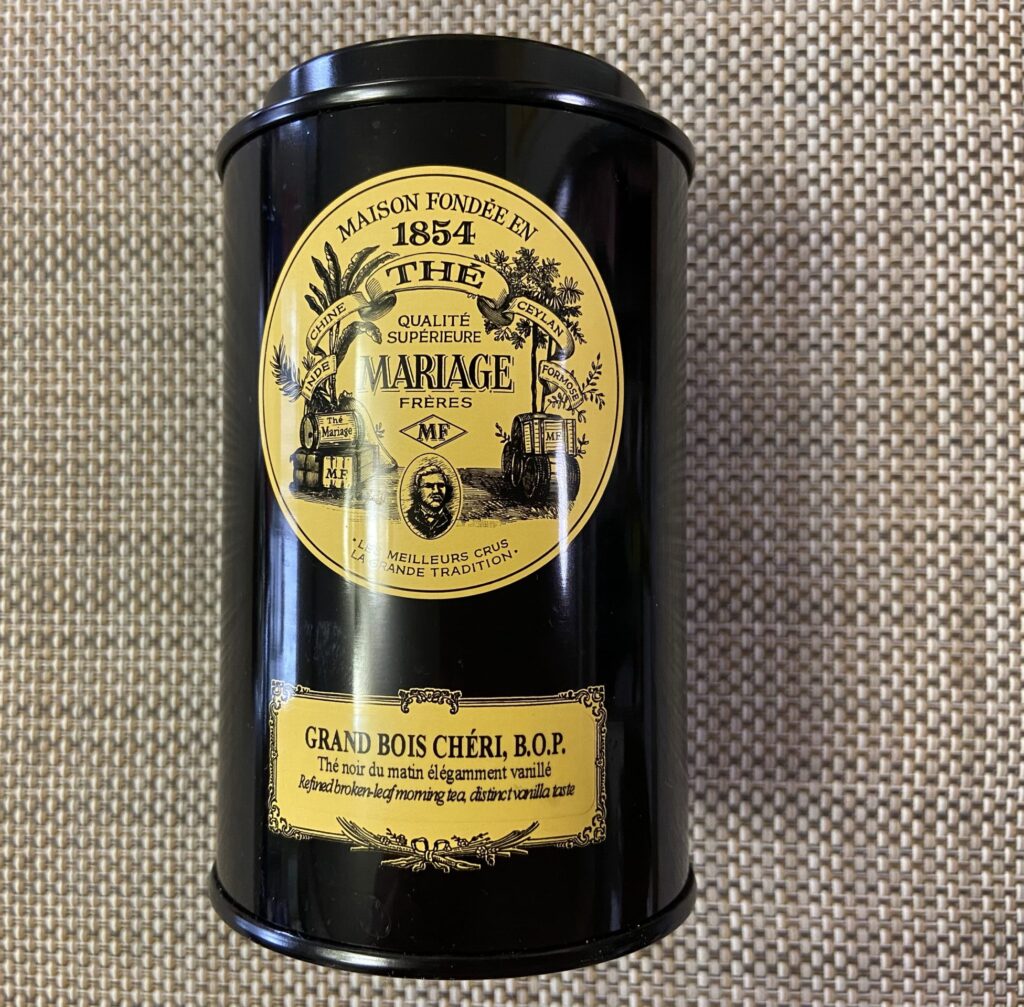 MAISON FONDÉE EN
1854
THÉ
CHINE
CEYLAN
INDE
FORMOSE
QUALITÉ
SUPÉRIEURE
MARIAGE
FRÈRES
MF
Thé
Mariage
MF
MF
• LES MEILLEURS CRUS
LA GRANDE TRADITION •
GRAND BOIS CHÉRI, B.O.P.
Thé noir du matin élégamment vanillé
Refined broken-leaf morning tea, distinct vanilla taste